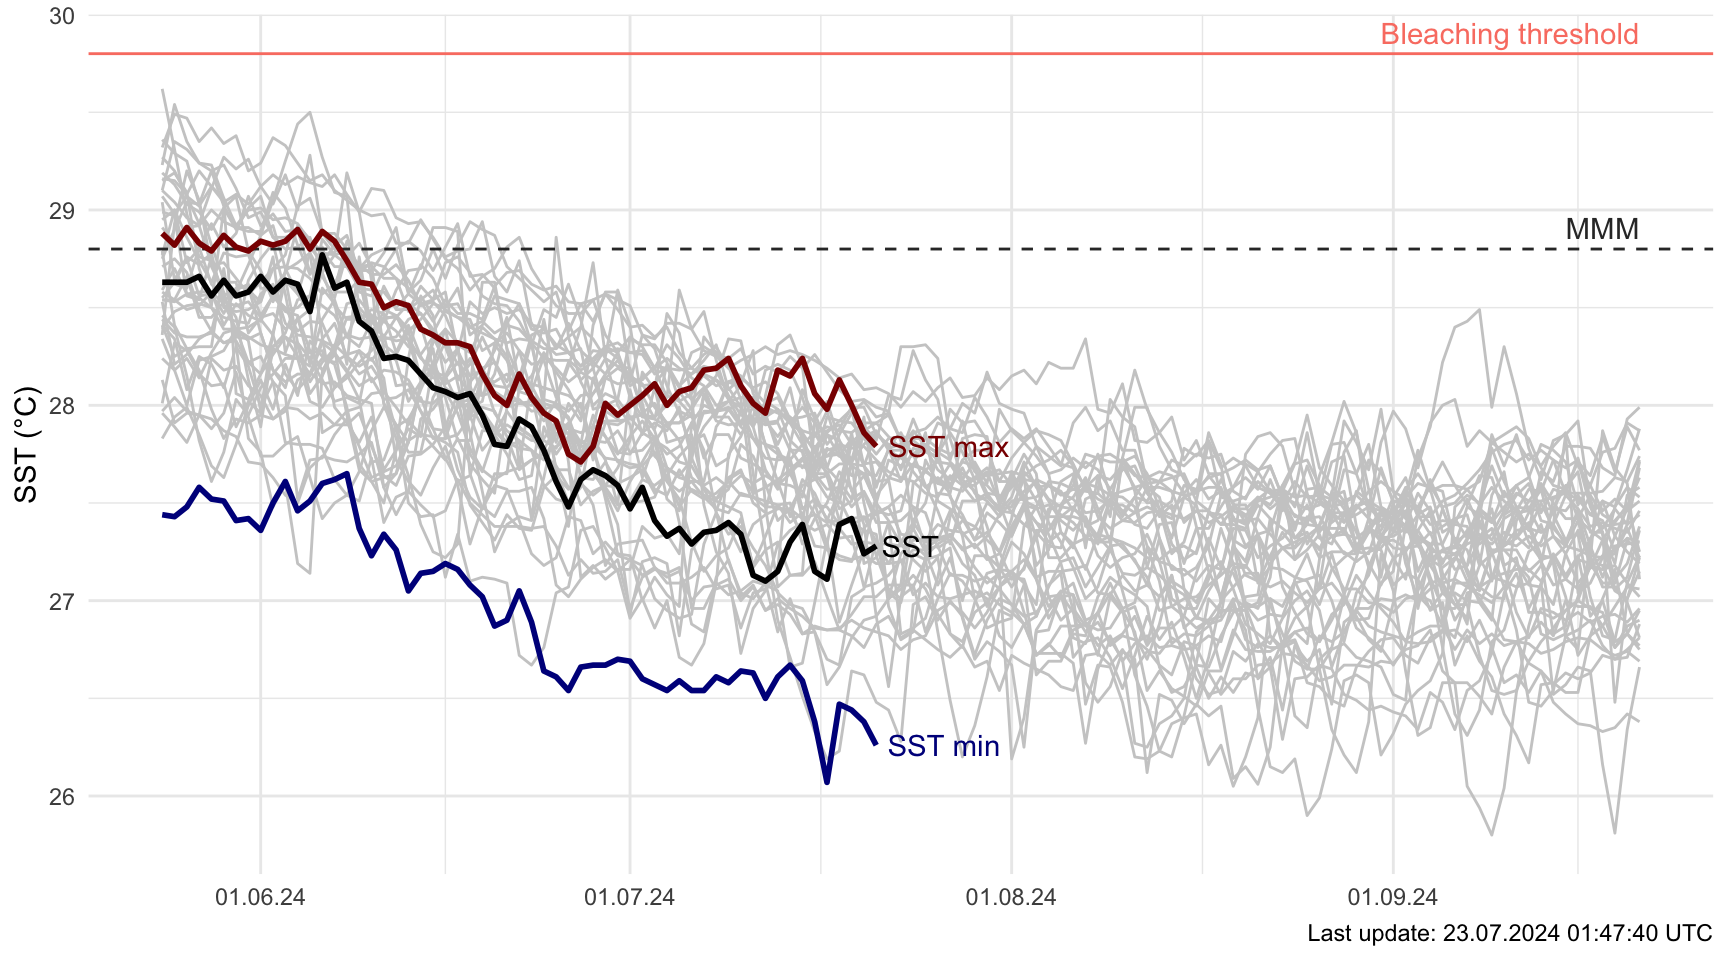 30
Bleaching threshold
29
MMM
28
SST max
SST
27
SST min
26
SST (°C)
01.06.24
01.07.24
01.08.24
01.09.24
Last update: 23.07.2024 01:47:40 UTC